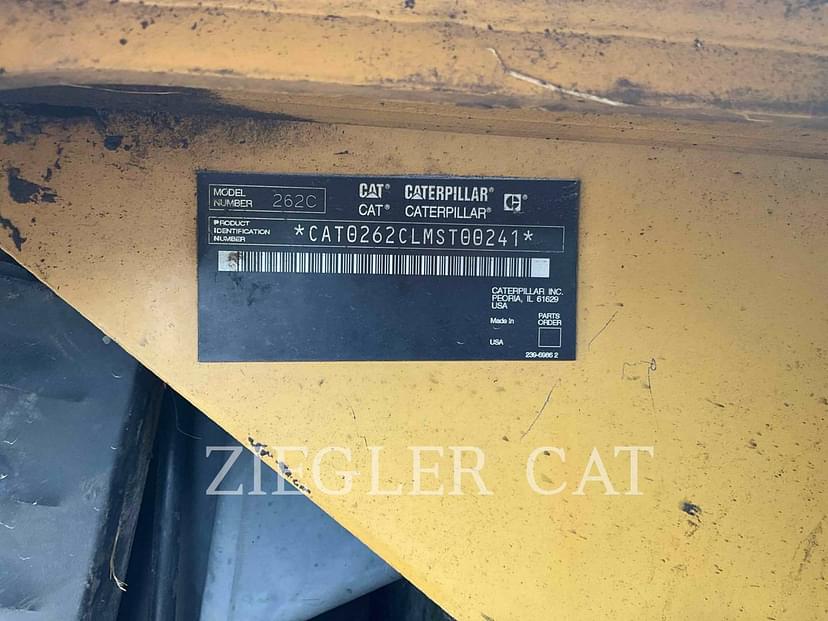 MODEL NUMBER 262C CAT® CATERPILLAR®
CAT® CATERPILLAR®
PRODUCT IDENTIFICATION NUMBER *CAT0262CLMST00241*
CATERPILLAR INC.
PEORIA, IL 61629
USA
Made in
USA
PARTS ORDER
239-6986 2
ZIEGLER CAT